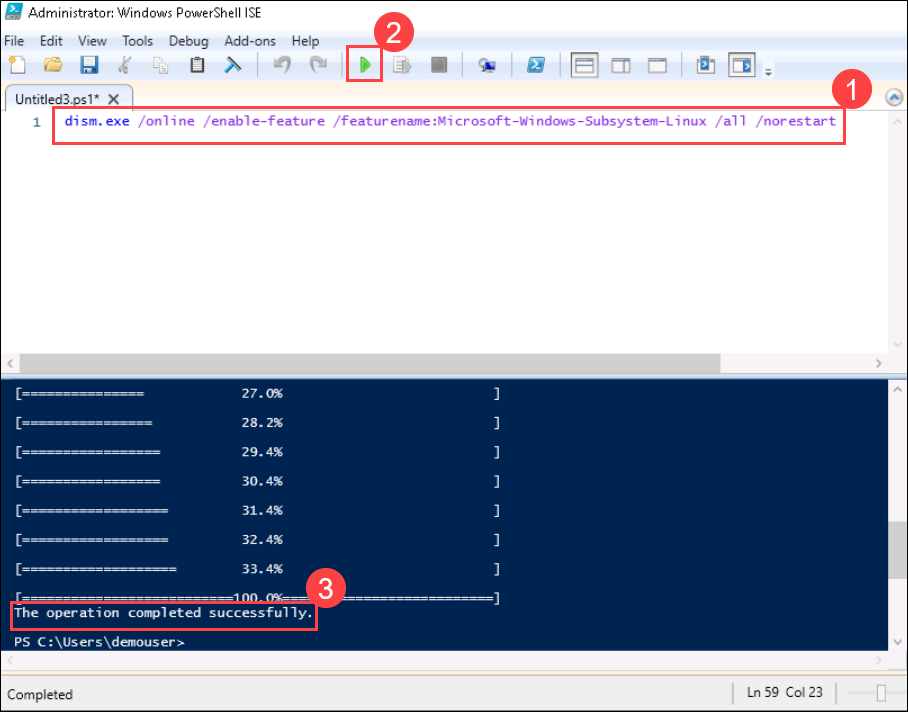 Administrator: Windows PowerShell ISE
File Edit View Tools Debug Add-ons Help
2
1
Untitled3.ps1*
1 dism.exe /online /enable-feature /featurename:Microsoft-Windows-Subsystem-Linux /all /norestart
[=============== 27.0% ]
[================ 28.2% ]
[================= 29.4% ]
[================= 30.4% ]
[================== 31.4% ]
[================== 32.4% ]
[=================== 33.4% ]
[==========================100.0%==========================]
3
The operation completed successfully.
PS C:\Users\demouser>
Completed
Ln 59 Col 23